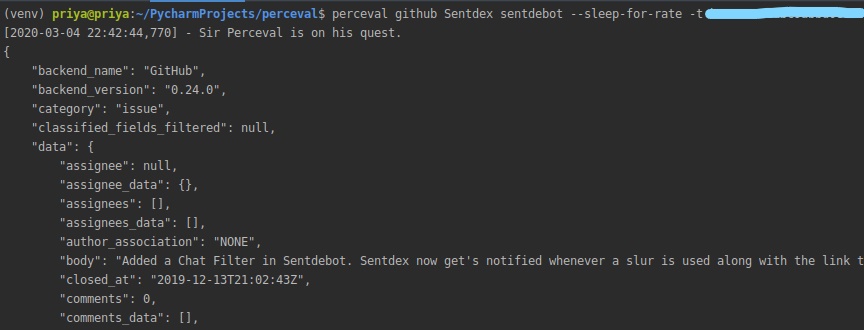 (venv) priya@priya:~/PycharmProjects/perceval$ perceval github Sentdex sentdebot --sleep-for-rate -t
[2020-03-04 22:42:44,770] - Sir Perceval is on his quest.
{
    "backend_name": "GitHub",
    "backend_version": "0.24.0",
    "category": "issue",
    "classified_fields_filtered": null,
    "data": {
        "assignee": null,
        "assignee_data": {},
        "assignees": [],
        "assignees_data": [],
        "author_association": "NONE",
        "body": "Added a Chat Filter in Sentdebot. Sentdex now get's notified whenever a slur is used along with the link t
        "closed_at": "2019-12-13T21:02:43Z",
        "comments": 0,
        "comments_data": [],